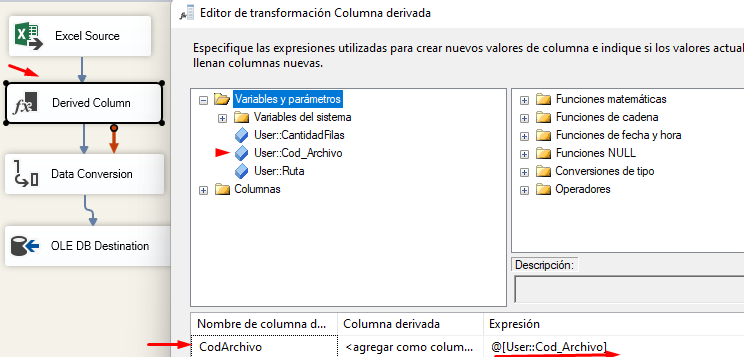 Excel Source
Derived Column
Data Conversion
OLE DB Destination
Editor de transformación Columna derivada
Especifique las expresiones utilizadas para crear nuevos valores de columna e indique si los valores actua
llenan columnas nuevas.
Variables y parámetros
Variables del sistema
User::CantidadFilas
User::Cod_Archivo
User::Ruta
Columnas
Funciones matemáticas
Funciones de cadena
Funciones de fecha y hora
Funciones NULL
Conversiones de tipo
Operadores
Descripción:
Nombre de columna d... Columna derivada Expresión
CodArchivo <agregar como colum... @[User::Cod_Archivo]